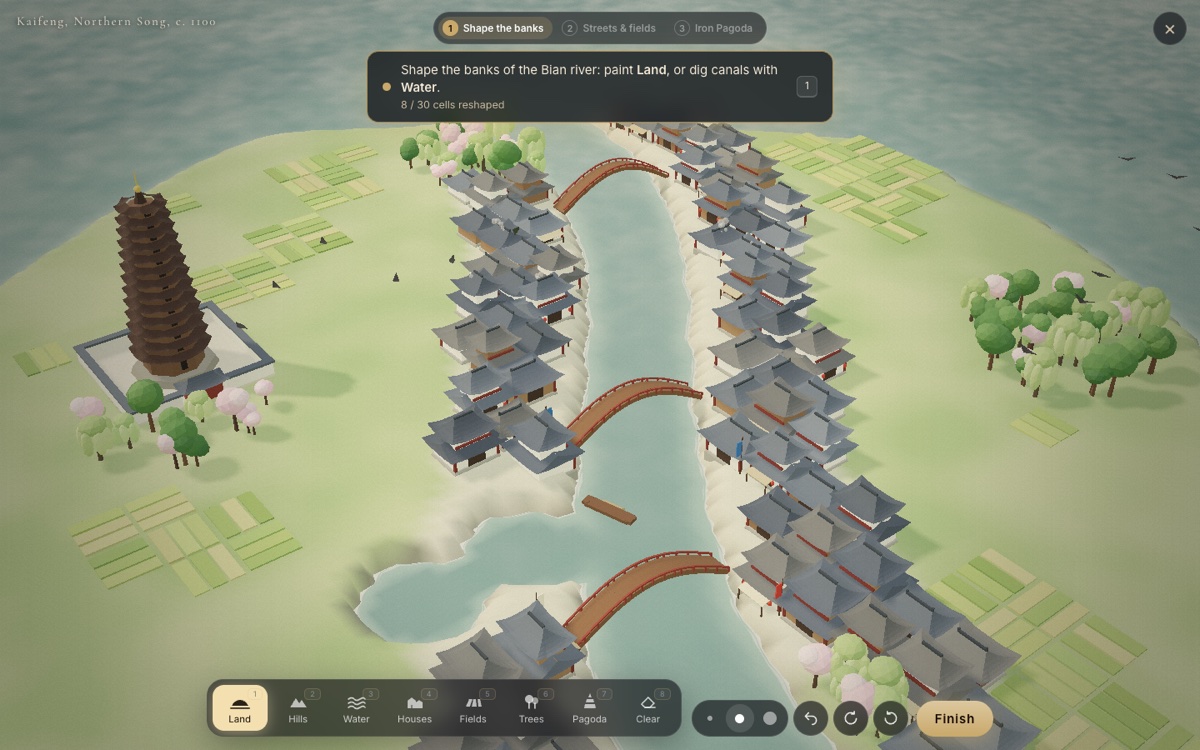 Kaifeng, Northern Song, c. 1100
1 Shape the banks 2 Streets & fields 3 Iron Pagoda
Shape the banks of the Bian river: paint Land, or dig canals with
Water.
8 / 30 cells reshaped
1
1 2 3 4 5 6 7 8
Land Hills Water Houses Fields Trees Pagoda Clear
Finish